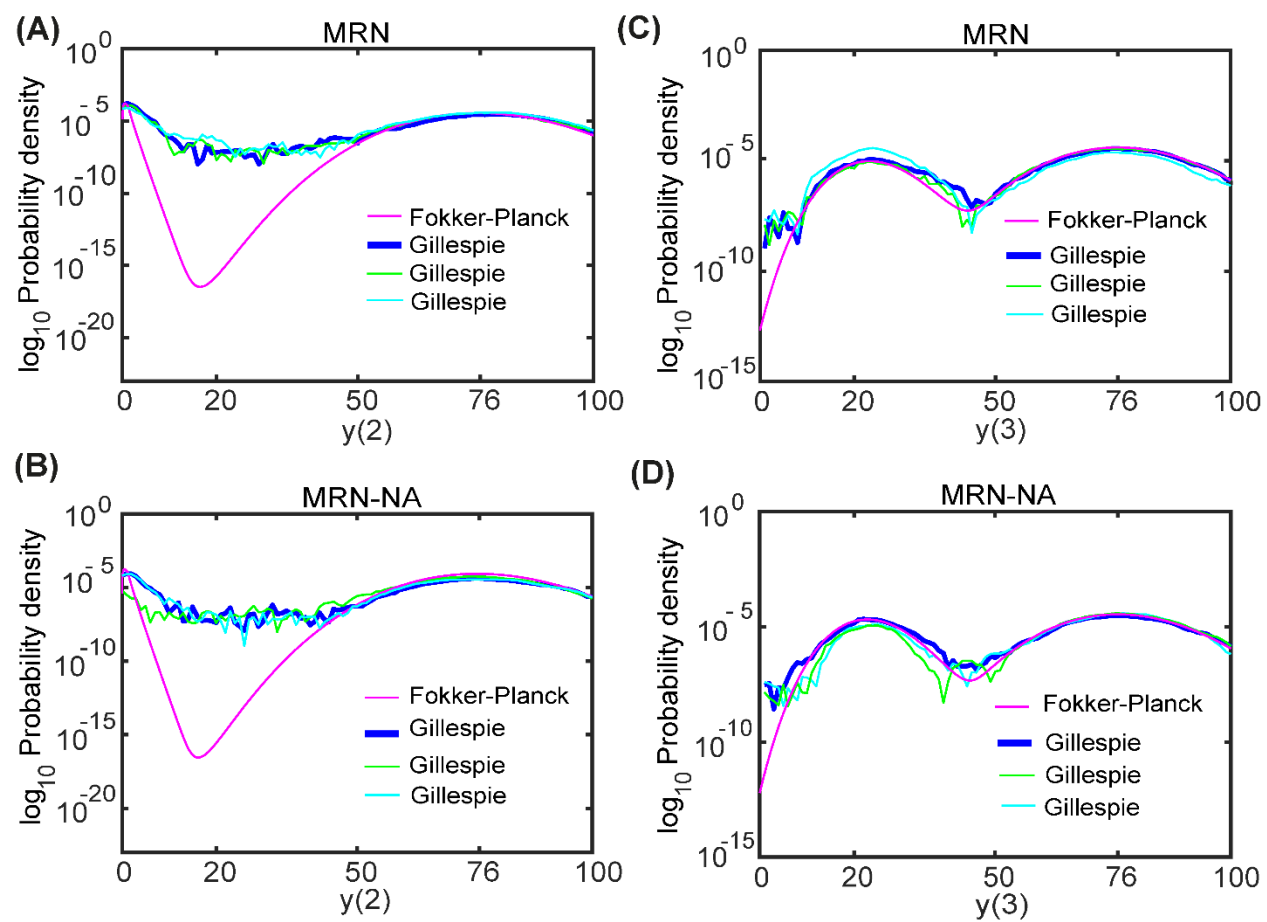 (A)
MRN
log10 Probability density
10^0
10^-5
10^-10
10^-15
10^-20
Fokker-Planck
Gillespie
Gillespie
Gillespie
0 20 50 76 100
y(2)
(C)
MRN
log10 Probability density
10^0
10^-5
10^-10
10^-15
Fokker-Planck
Gillespie
Gillespie
Gillespie
0 20 50 76 100
y(3)
(B)
MRN-NA
log10 Probability density
10^0
10^-5
10^-10
10^-15
10^-20
Fokker-Planck
Gillespie
Gillespie
Gillespie
0 20 50 76 100
y(2)
(D)
MRN-NA
log10 Probability density
10^0
10^-5
10^-10
10^-15
Fokker-Planck
Gillespie
Gillespie
Gillespie
0 20 50 76 100
y(3)